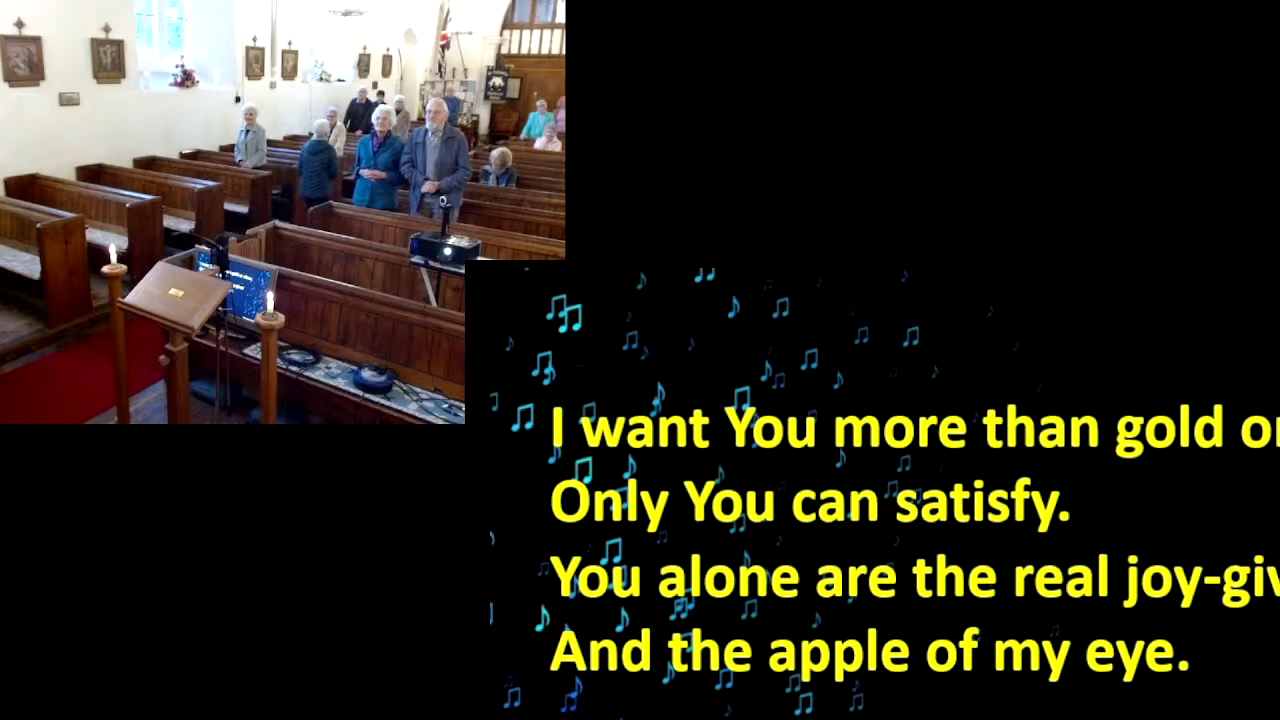 I want You more than gold or
Only You can satisfy.
You alone are the real joy-giv
And the apple of my eye.